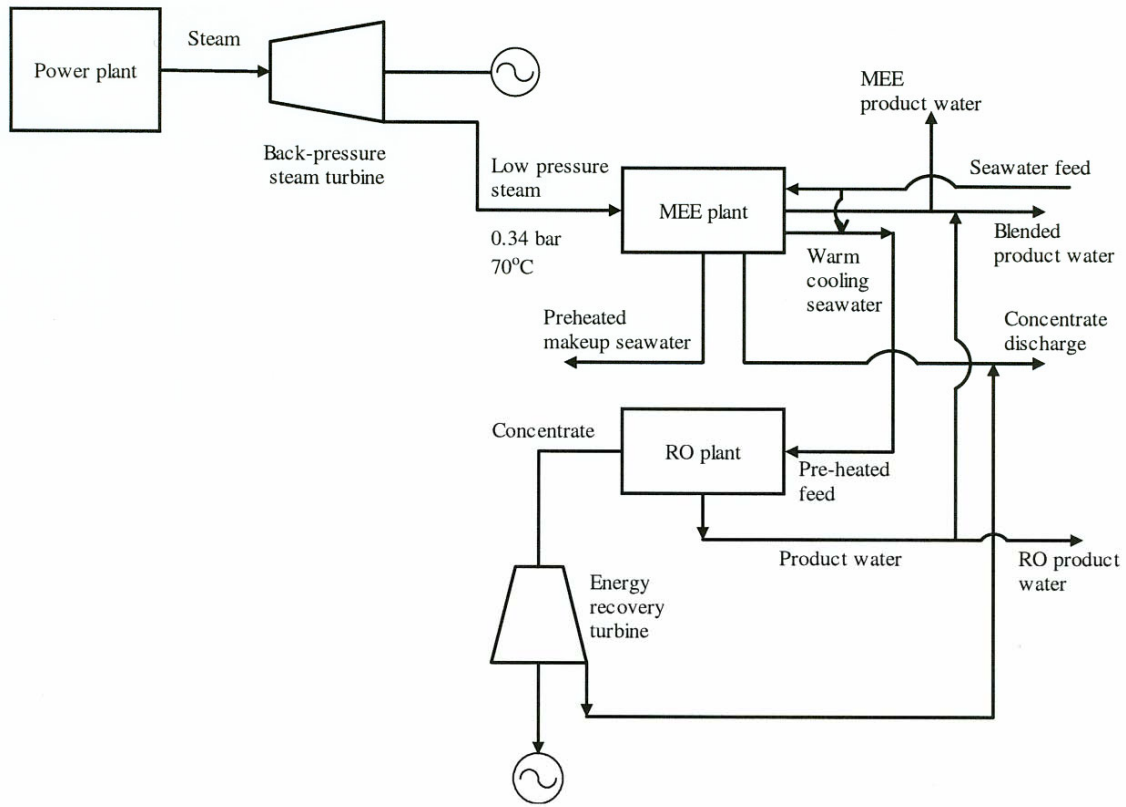 Steam
Power plant
MEE
product water
Back-pressure
steam turbine
Low pressure
steam
Seawater feed
MEE plant
0.34 bar
70°C
Blended
product water
Warm
cooling
seawater
Preheated
makeup seawater
Concentrate
discharge
Concentrate
RO plant
Pre-heated
feed
Product water
RO product
water
Energy
recovery
turbine